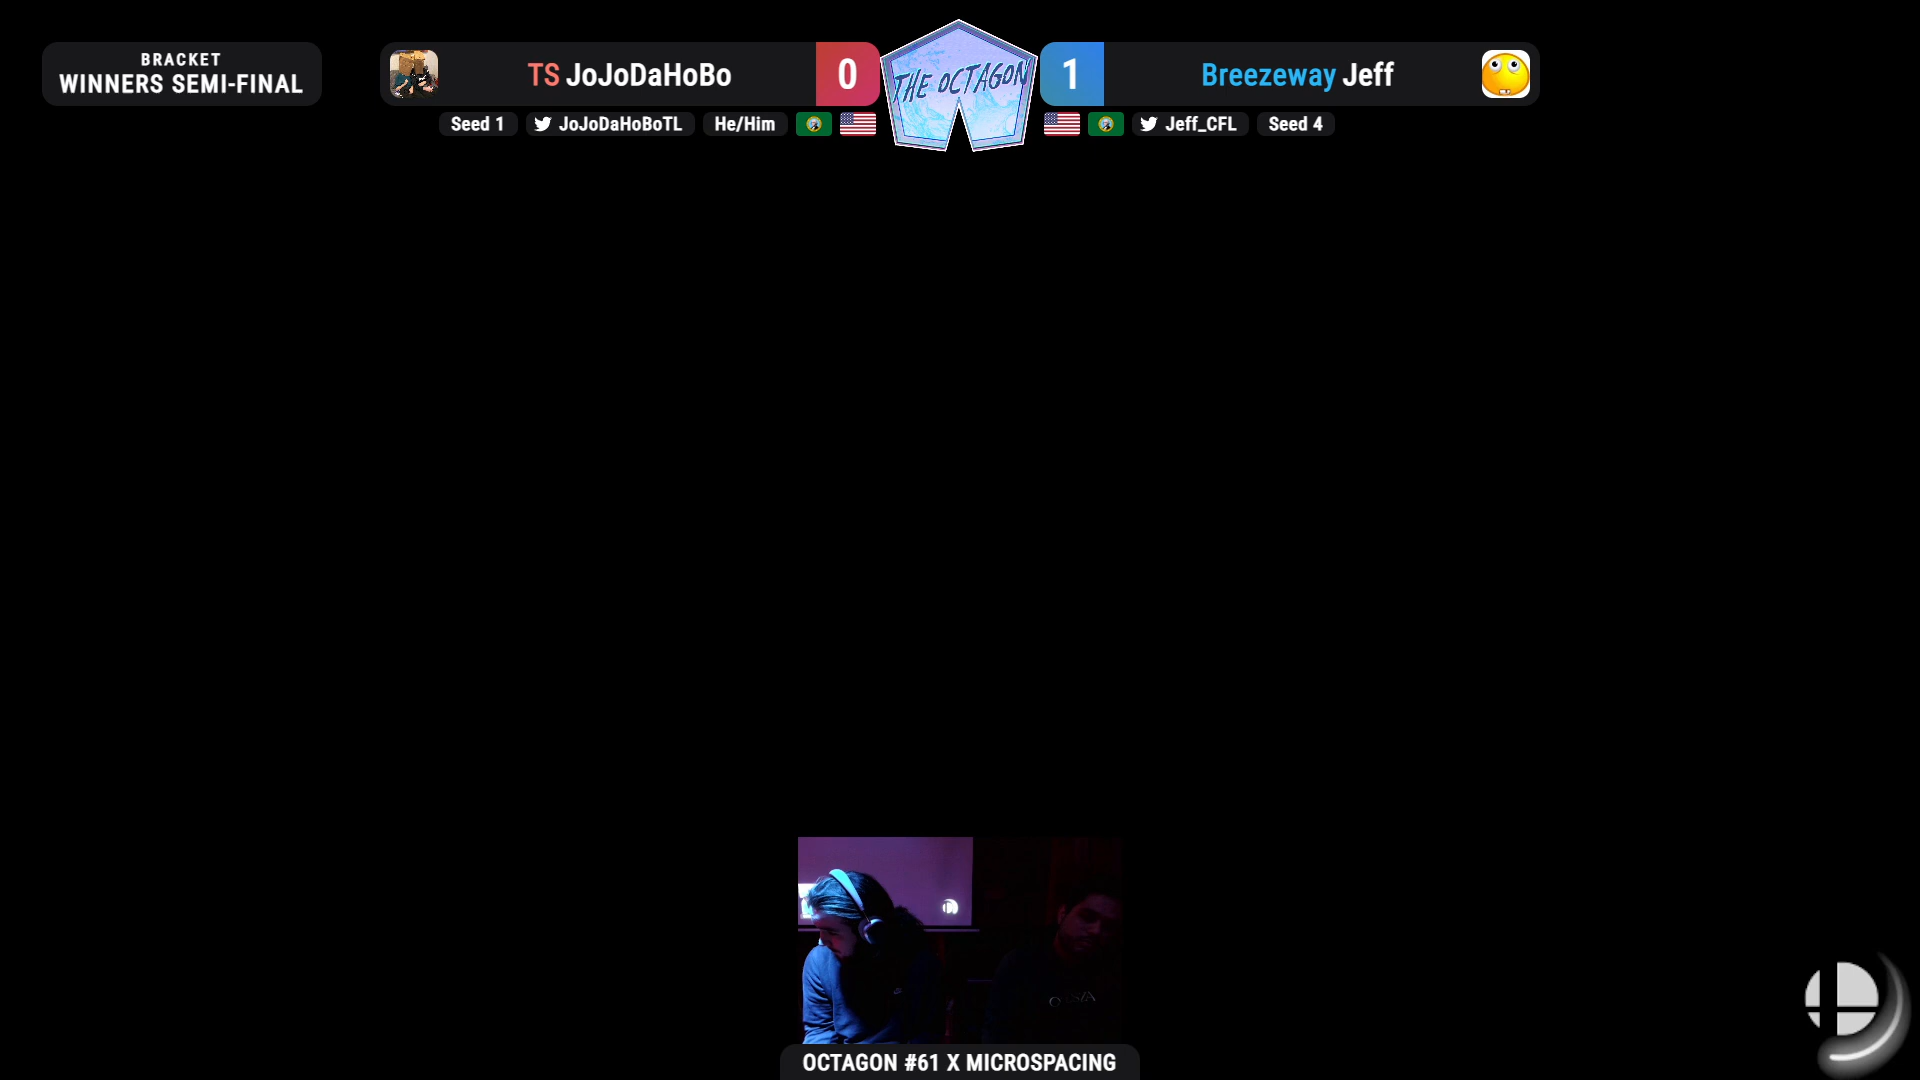 BRACKET
WINNERS SEMI-FINAL
TS JoJoDaHoBo
0
THE OCTAGON
1
Breezeway Jeff
Seed 1
JoJoDaHoBoTL
He/Him
Jeff_CFL
Seed 4
OCTAGON #61 X MICROSPACING